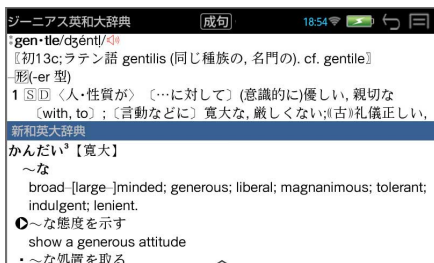 ジーニアス英和大辞典 成句 18:54
gen･tle/dʒéntl/
〖初13c;ラテン語 gentilis (同じ種族の, 名門の). cf. gentile〗
―形(-er 型)
1 🅂🄳 〈人･性質が〉〔…に対して〕(意識的に)優しい, 親切な
〔with, to〕;〔言動などに〕寛大な, 厳しくない;⦅古⦆礼儀正しい,
新和英大辞典
かんだい³【寛大】
～な
broad-[large-]minded; generous; liberal; magnanimous; tolerant;
indulgent; lenient.
▶～な態度を示す
show a generous attitude
・～な処置を取る